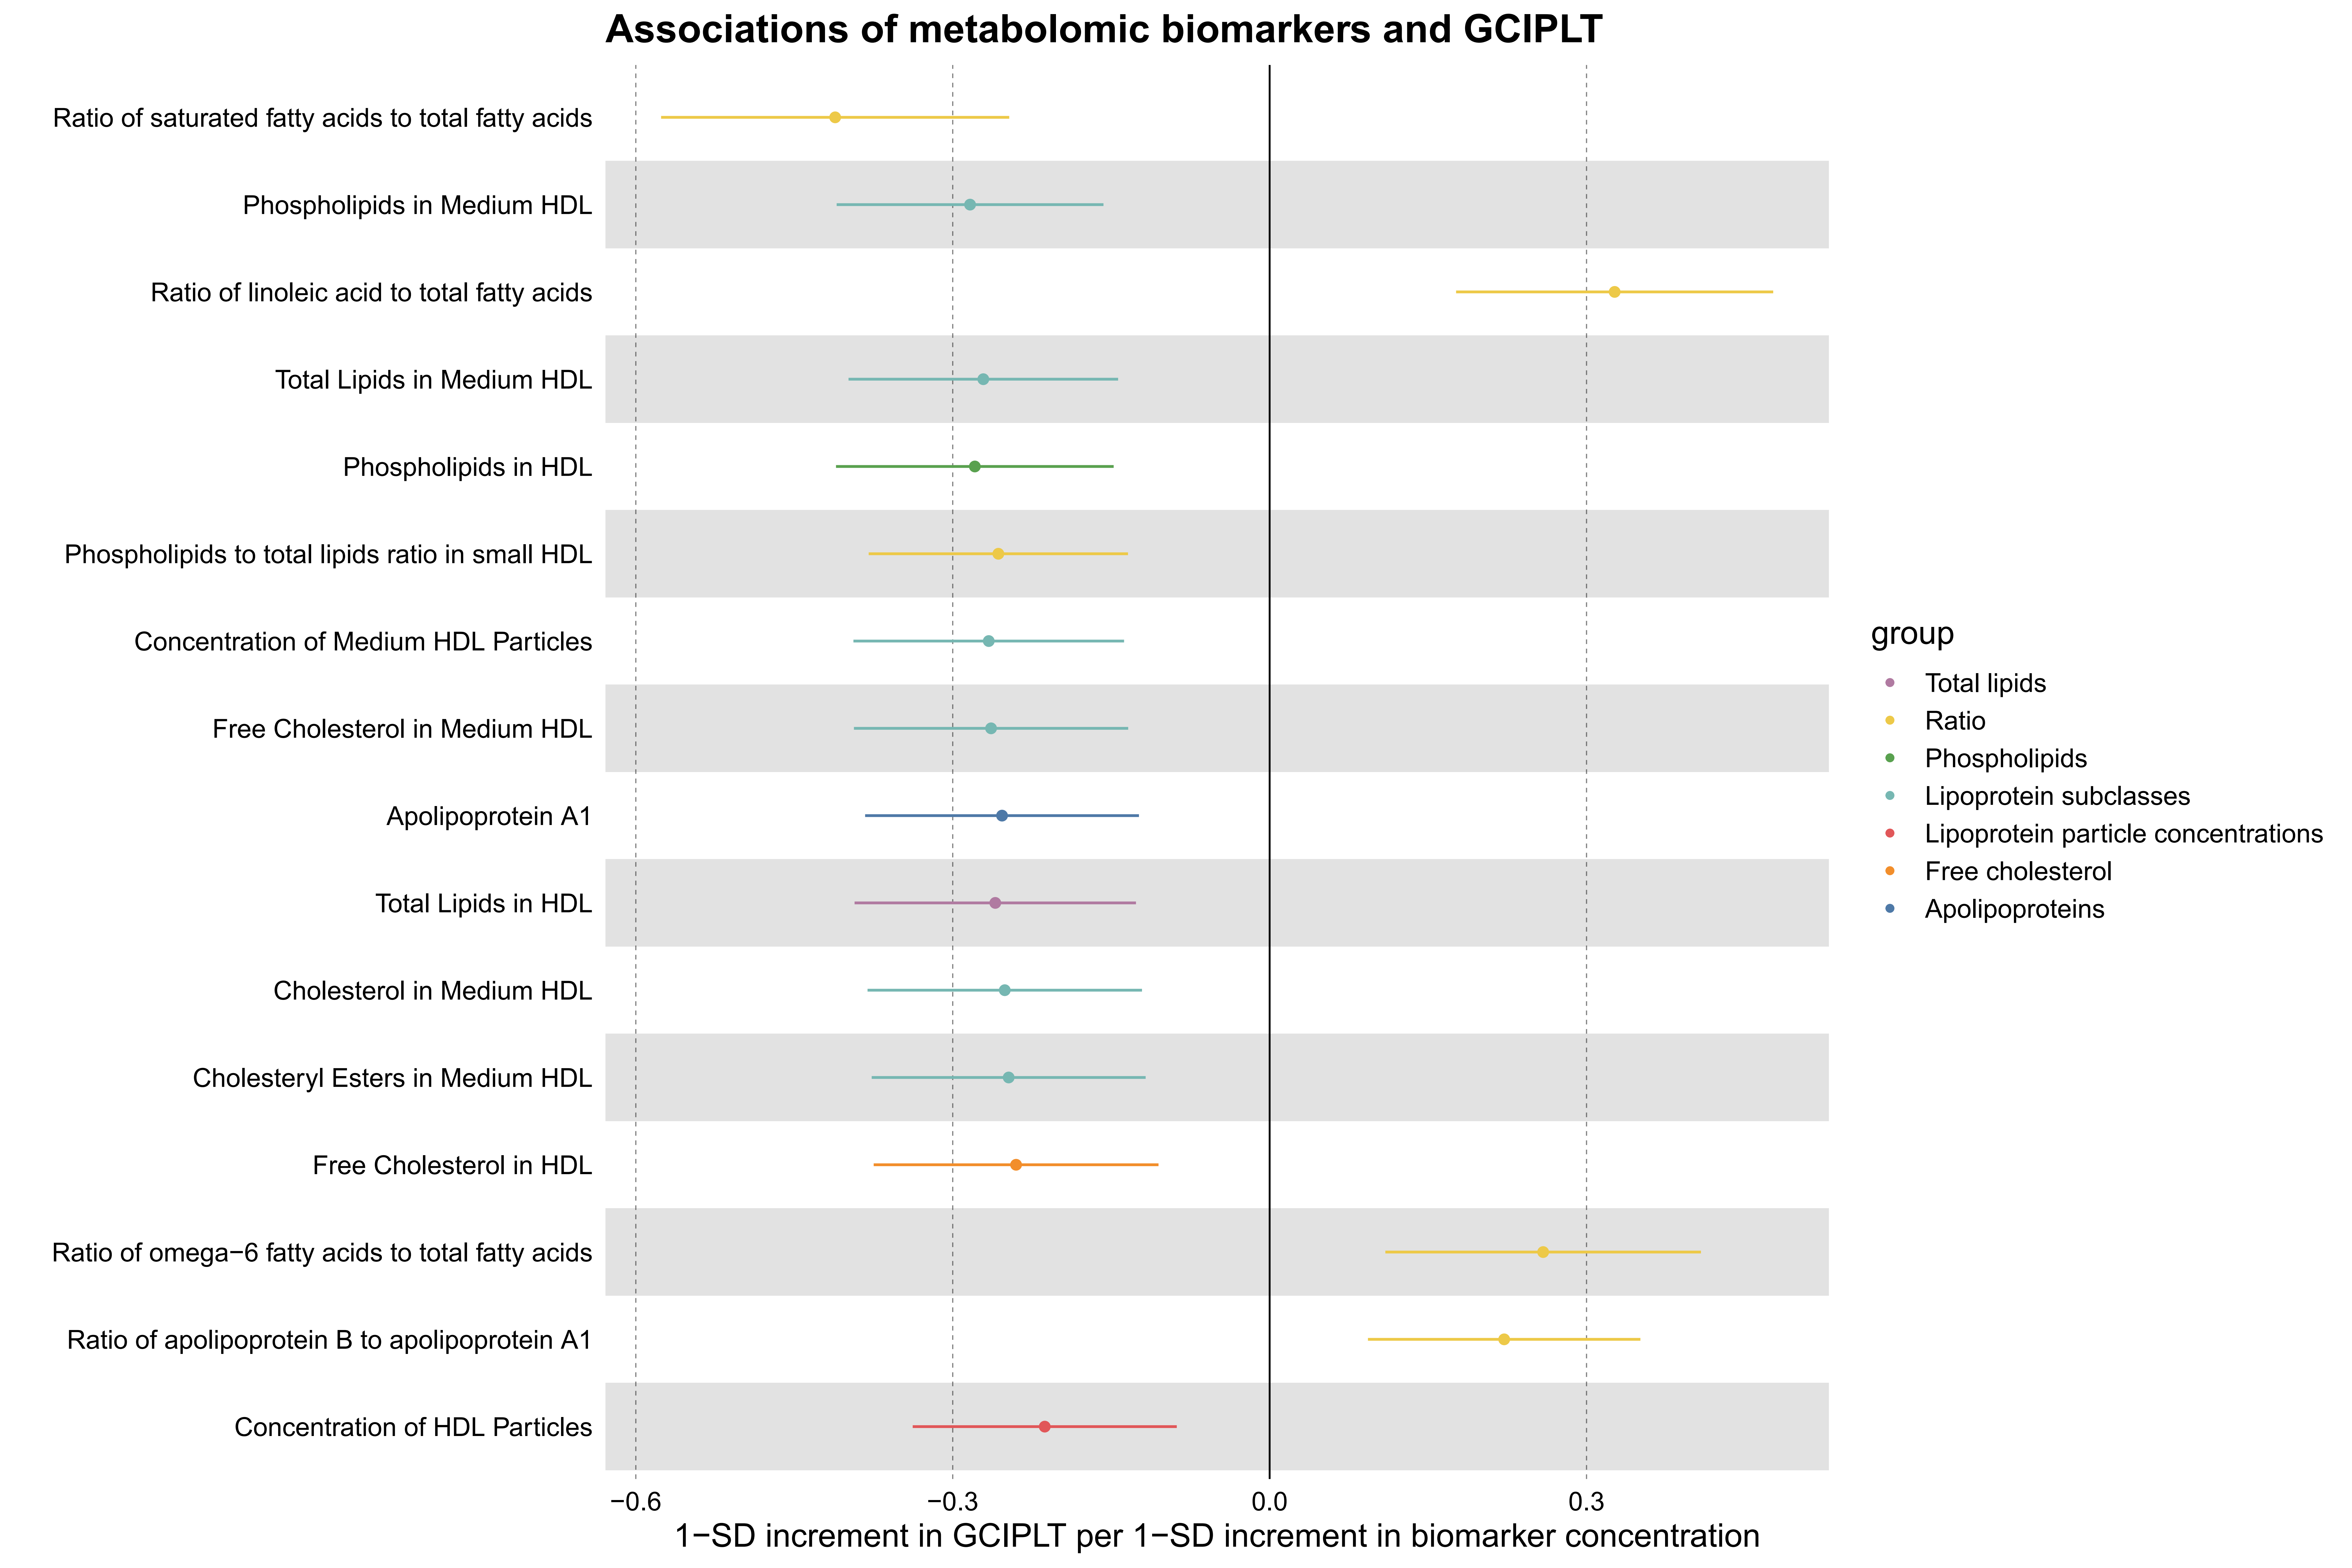 Associations of metabolomic biomarkers and GCIPLT
Ratio of saturated fatty acids to total fatty acids
Phospholipids in Medium HDL
Ratio of linoleic acid to total fatty acids
Total Lipids in Medium HDL
Phospholipids in HDL
Phospholipids to total lipids ratio in small HDL
Concentration of Medium HDL Particles
Free Cholesterol in Medium HDL
Apolipoprotein A1
Total Lipids in HDL
Cholesterol in Medium HDL
Cholesteryl Esters in Medium HDL
Free Cholesterol in HDL
Ratio of omega−6 fatty acids to total fatty acids
Ratio of apolipoprotein B to apolipoprotein A1
Concentration of HDL Particles
−0.6 −0.3 0.0 0.3
1−SD increment in GCIPLT per 1−SD increment in biomarker concentration
group
Total lipids
Ratio
Phospholipids
Lipoprotein subclasses
Lipoprotein particle concentrations
Free cholesterol
Apolipoproteins